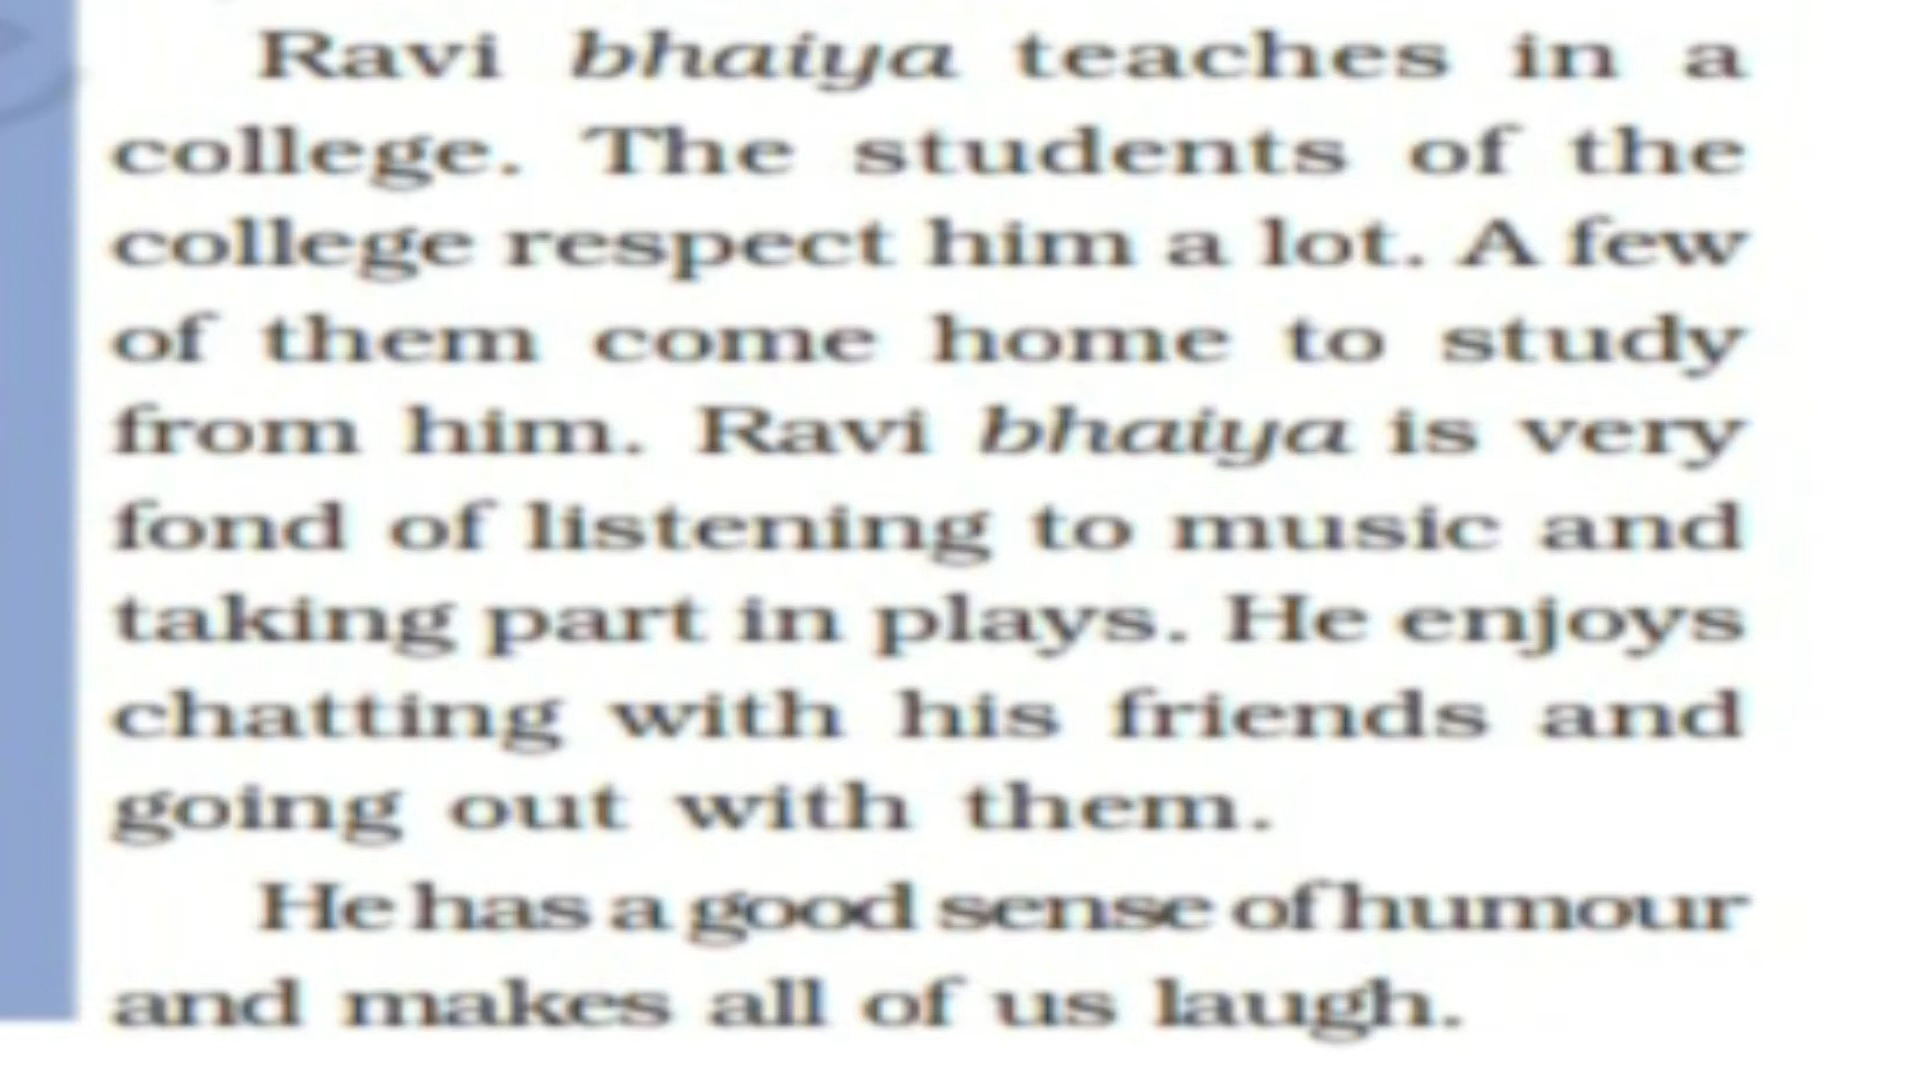 Ravi bhaiya teaches in a
college. The students of the
college respect him a lot. A few
of them come home to study
from him. Ravi bhaiya is very
fond of listening to music and
taking part in plays. He enjoys
chatting with his friends and
going out with them.
He has a good sense of humour
and makes all of us laugh.